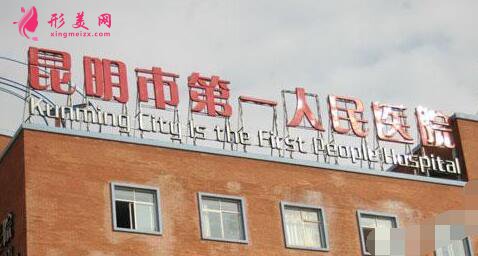 形美网
xingmeizx.com
昆明市第一人民医院
Kunming City is the First People Hospital